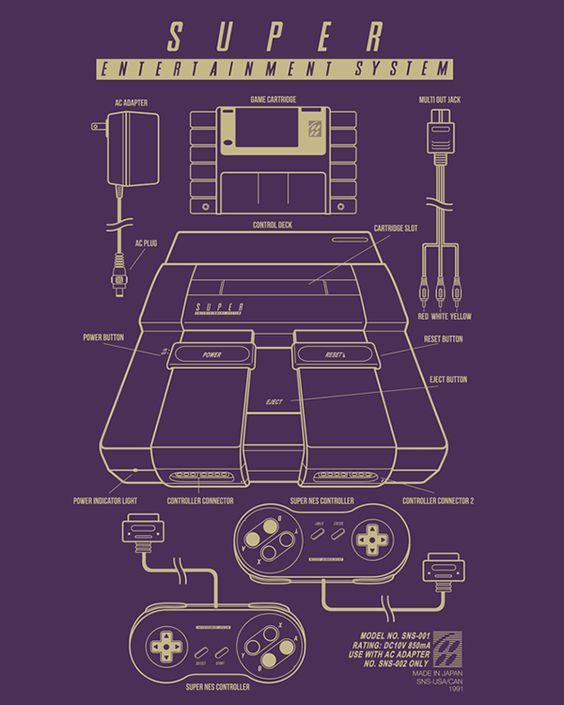 SUPER
ENTERTAINMENT SYSTEM
AC ADAPTER
GAME CARTRIDGE
MULTI OUT JACK
AC PLUG
CONTROL DECK
CARTRIDGE SLOT
RED WHITE YELLOW
SUPER
ENTERTAINMENT SYSTEM
POWER BUTTON
RESET BUTTON
POWER
RESET
EJECT BUTTON
EJECT
POWER INDICATOR LIGHT
CONTROLLER CONNECTOR
SUPER NES CONTROLLER
CONTROLLER CONNECTOR 2
B
Y
A
X
START
SELECT
X
Y
A
B
SELECT
START
SUPER NES CONTROLLER
MODEL NO. SNS-001
RATING: DC10V 850mA
USE WITH AC ADAPTER
NO. SNS-002 ONLY
MADE IN JAPAN
SNS-USA/CAN
1991